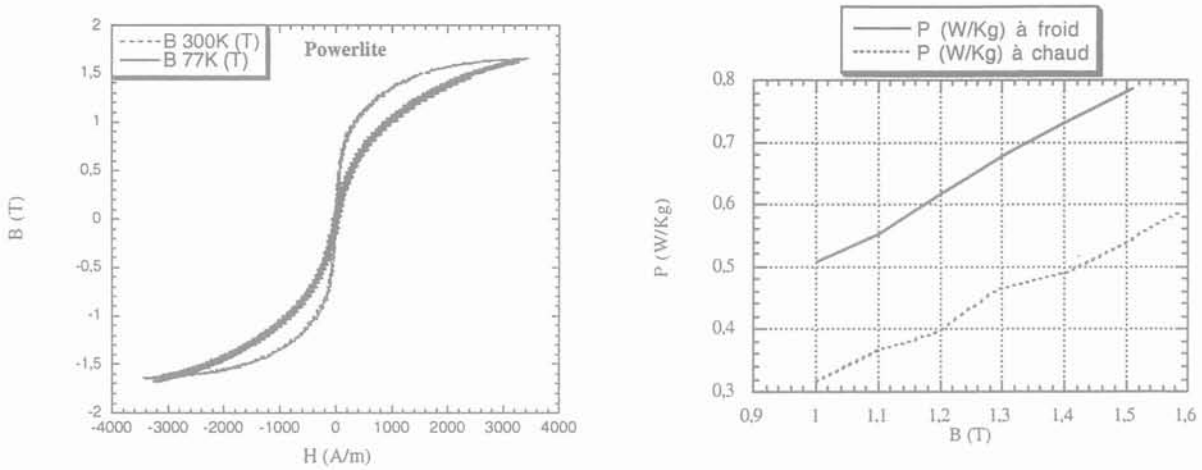 B 300K (T)
B 77K (T)
Powerlite
2
1.5
1
0.5
0
-0.5
-1
-1.5
-2
-4000 -3000 -2000 -1000 0 1000 2000 3000 4000
B (T)
H (A/m)
P (W/Kg) à froid
P (W/Kg) à chaud
0.8
0.7
0.6
0.5
0.4
0.3
0.9 1 1.1 1.2 1.3 1.4 1.5 1.6
P (W/Kg)
B (T)